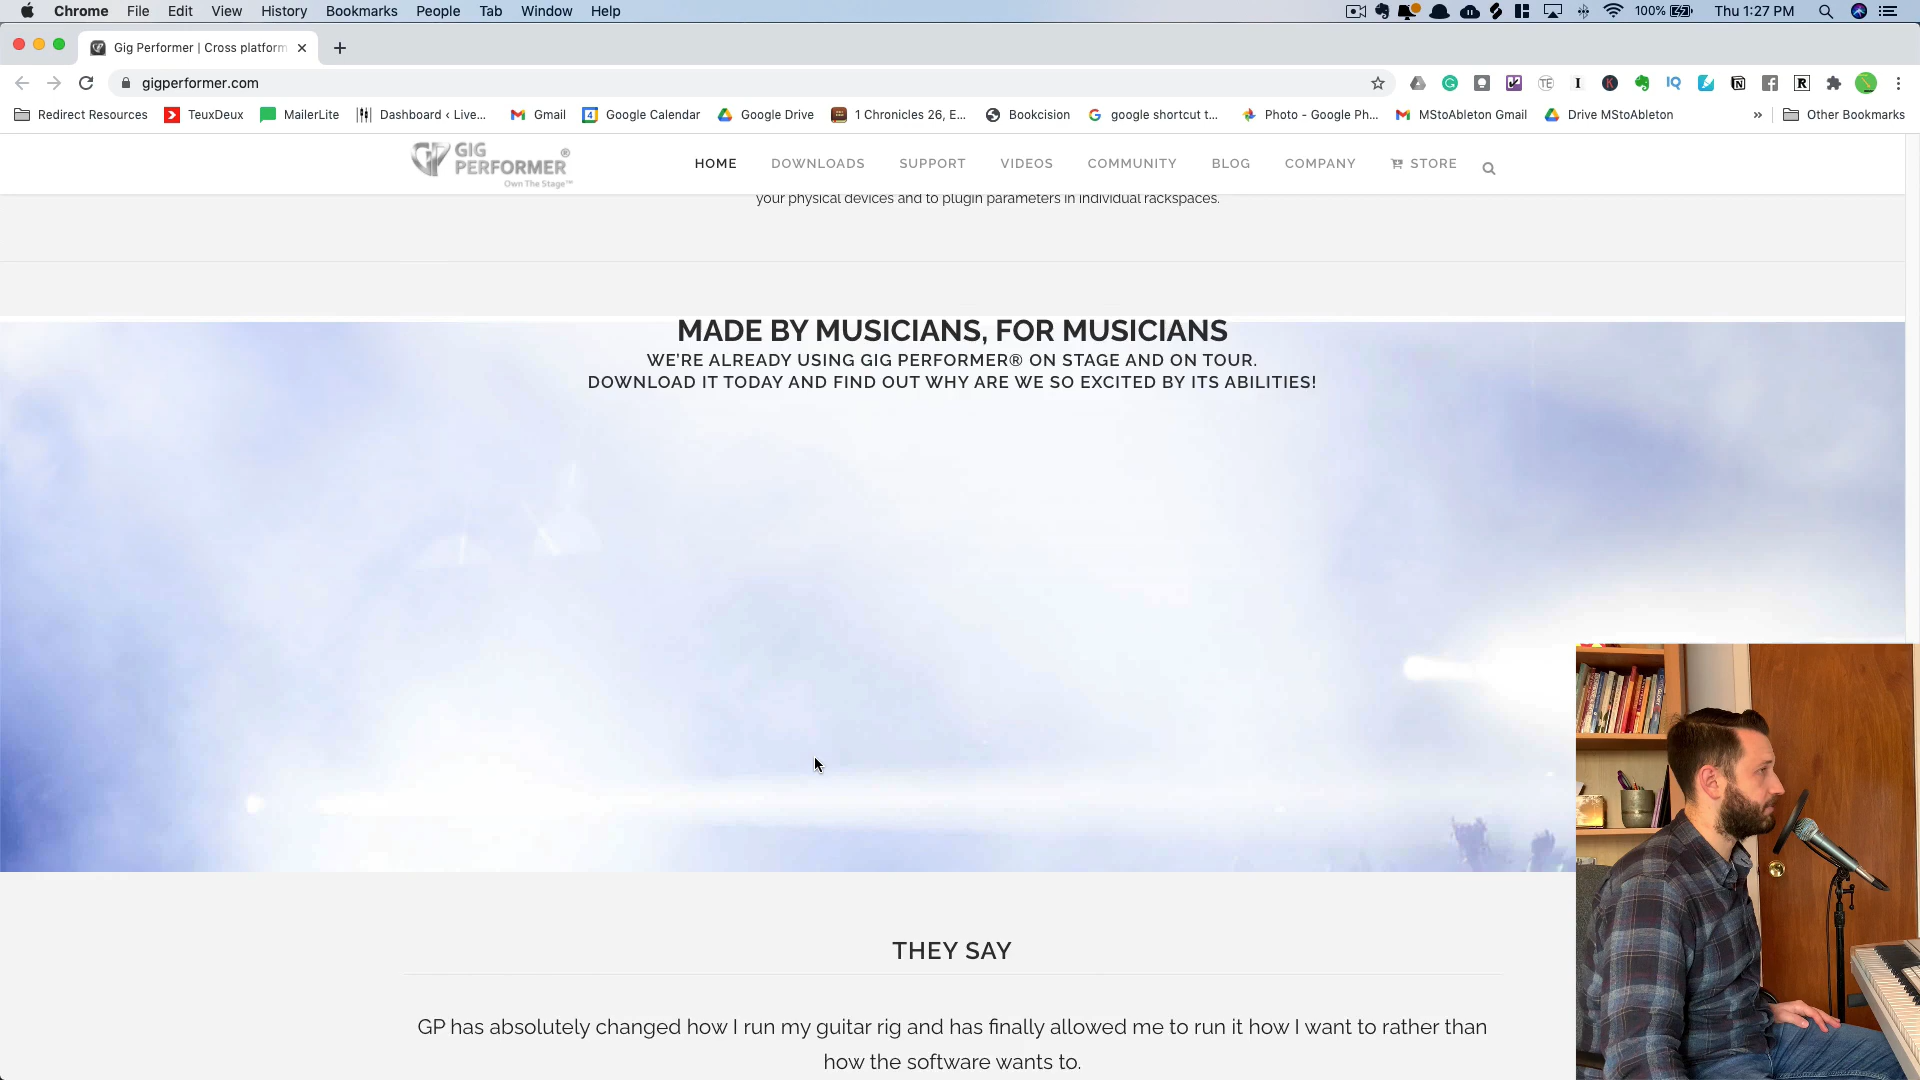 Chrome File Edit View History Bookmarks People Tab Window Help 100% Thu 1:27 PM
Gig Performer | Cross platform
gigperformer.com
Redirect Resources TeuxDeux MailerLite Dashboard ‹ Live... Gmail Google Calendar Google Drive 1 Chronicles 26, E... Bookcision google shortcut t... Photo - Google Ph... MStoAbleton Gmail Drive MStoAbleton » Other Bookmarks
GIG PERFORMER®
Own The Stage™
HOME DOWNLOADS SUPPORT VIDEOS COMMUNITY BLOG COMPANY STORE
your physical devices and to plugin parameters in individual rackspaces.
MADE BY MUSICIANS, FOR MUSICIANS
WE'RE ALREADY USING GIG PERFORMER® ON STAGE AND ON TOUR.
DOWNLOAD IT TODAY AND FIND OUT WHY ARE WE SO EXCITED BY ITS ABILITIES!
THEY SAY
GP has absolutely changed how I run my guitar rig and has finally allowed me to run it how I want to rather than
how the software wants to.